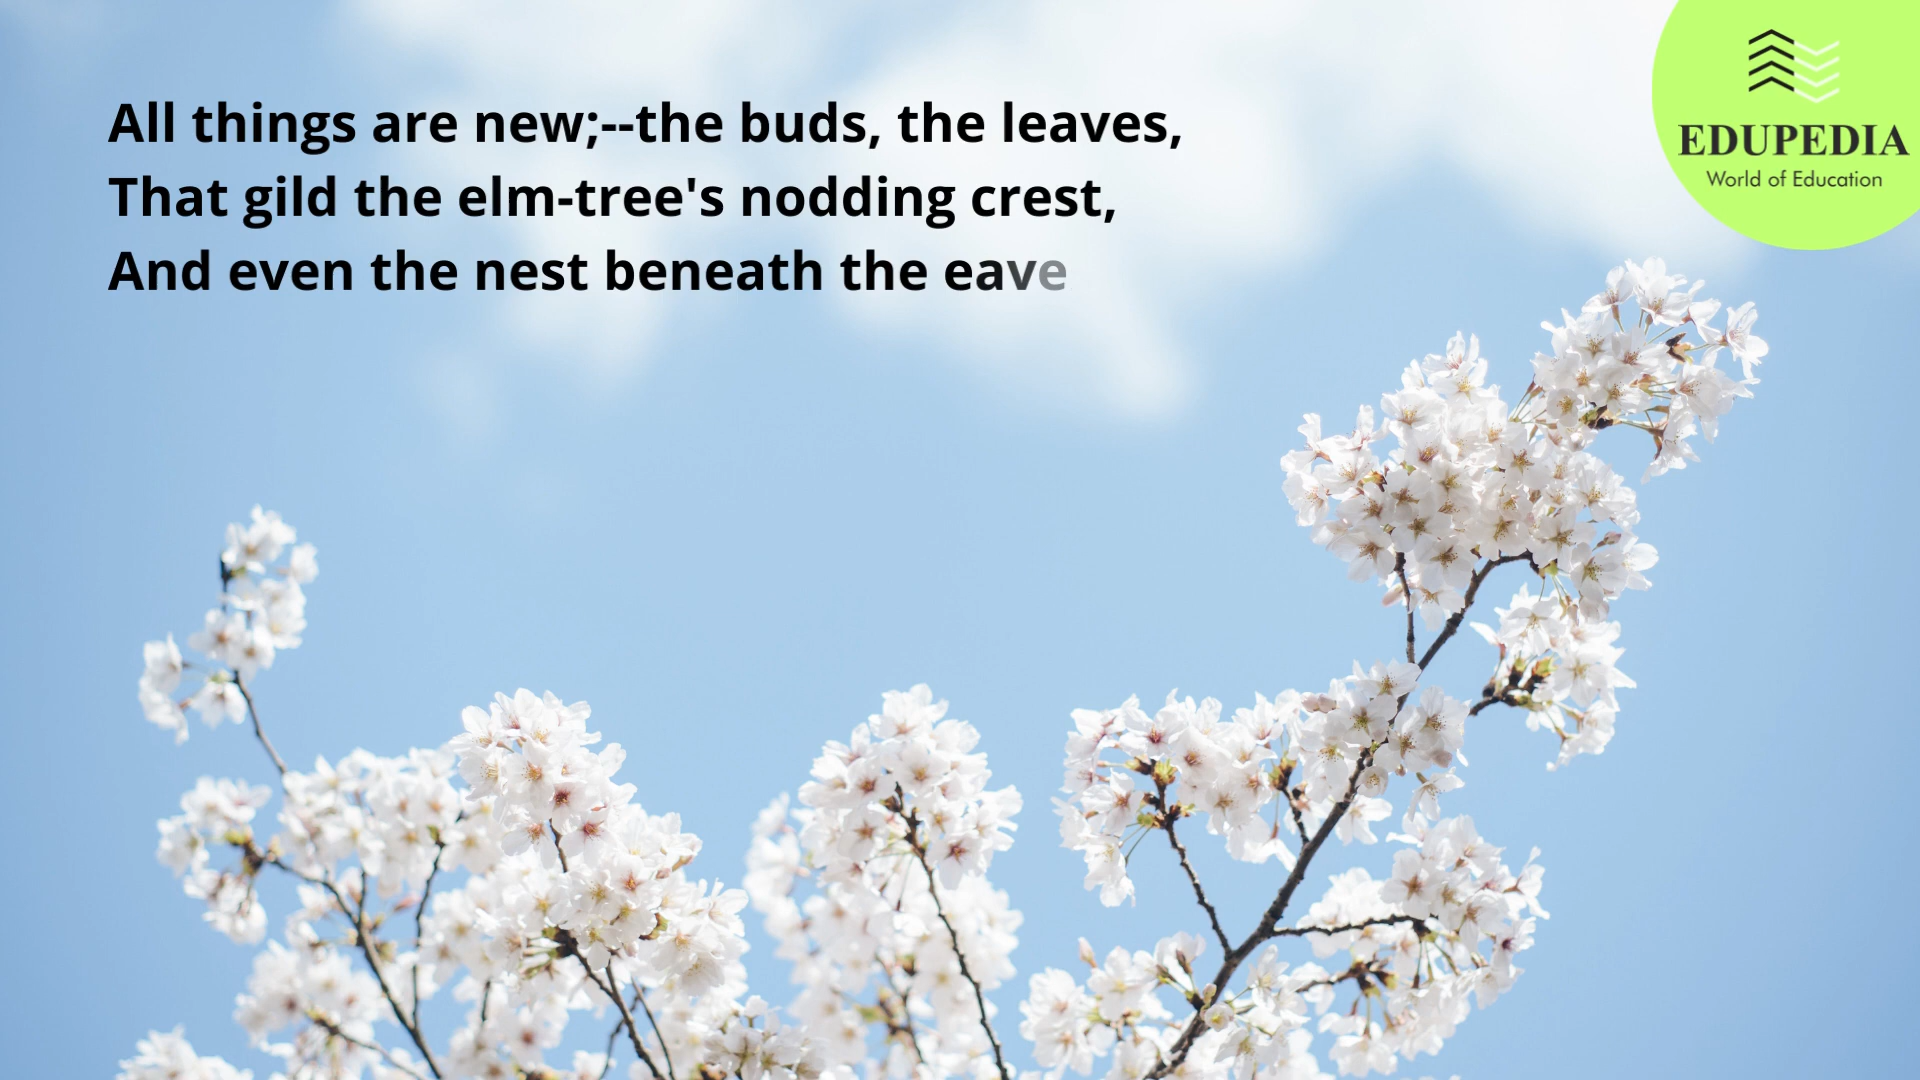 All things are new;--the buds, the leaves,
That gild the elm-tree's nodding crest,
And even the nest beneath the eave
EDUPEDIA
World of Education